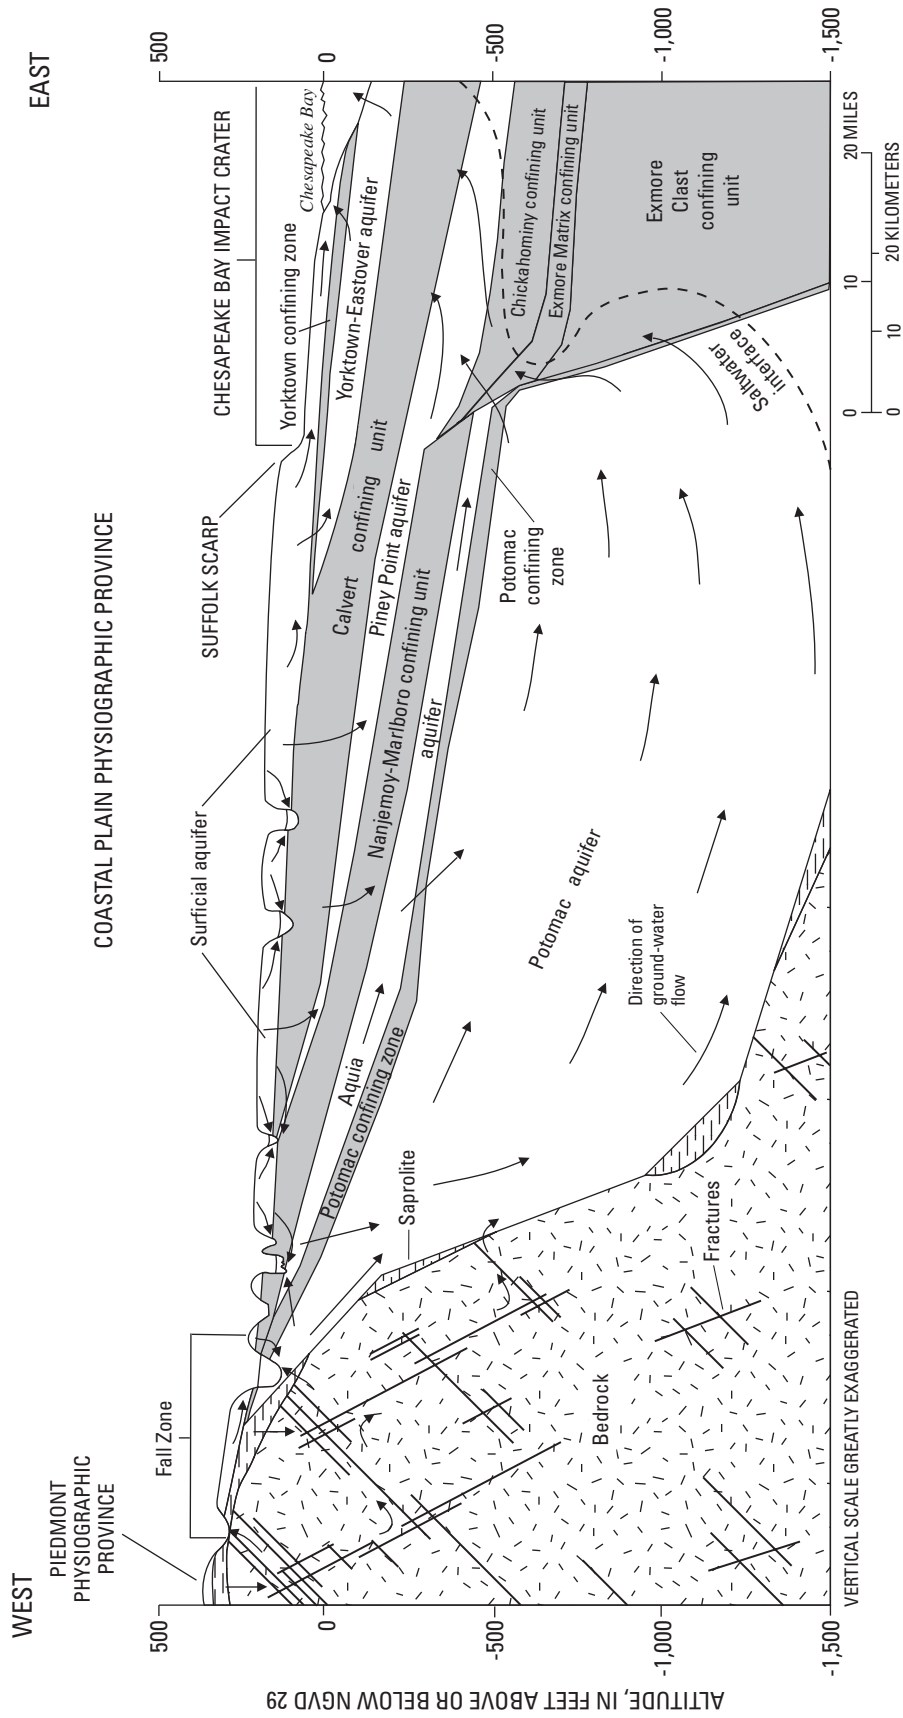 WEST
EAST
COASTAL PLAIN PHYSIOGRAPHIC PROVINCE
PIEDMONT
PHYSIOGRAPHIC
PROVINCE
Fall Zone
Surficial aquifer
SUFFOLK SCARP
CHESAPEAKE BAY IMPACT CRATER
Yorktown confining zone
Chesapeake Bay
Yorktown-Eastover aquifer
Calvert confining unit
Piney Point aquifer
Nanjemoy-Marlboro confining unit
Aquia aquifer
Potomac confining zone
Potomac
confining
zone
Chickahominy confining unit
Exmore Matrix confining unit
Exmore
Clast
confining
unit
Saltwater
interface
Potomac aquifer
Direction of
ground-water
flow
Saprolite
Fractures
Bedrock
500
0
-500
-1,000
-1,500
ALTITUDE, IN FEET ABOVE OR BELOW NGVD 29
500
0
-500
-1,000
-1,500
VERTICAL SCALE GREATLY EXAGGERATED
0 10 20 MILES
0 10 20 KILOMETERS